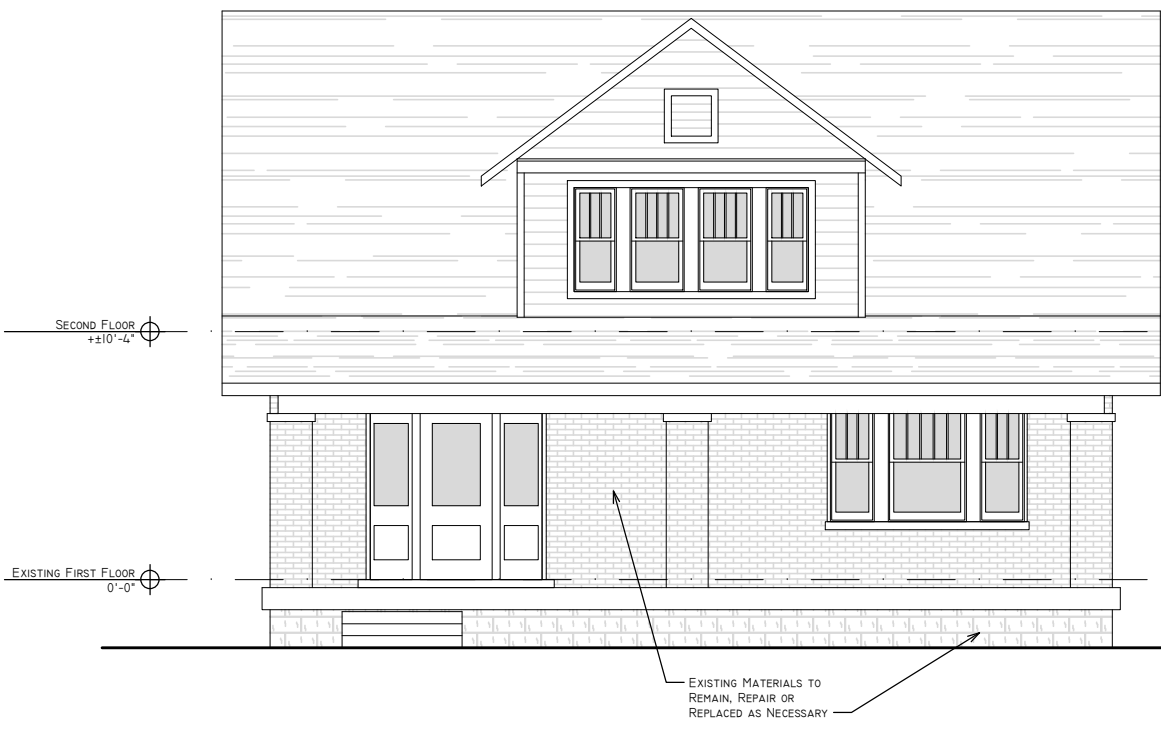 Second Floor
+±10'-4"
Existing First Floor
0'-0"
Existing Materials to
Remain, Repair or
Replaced as Necessary